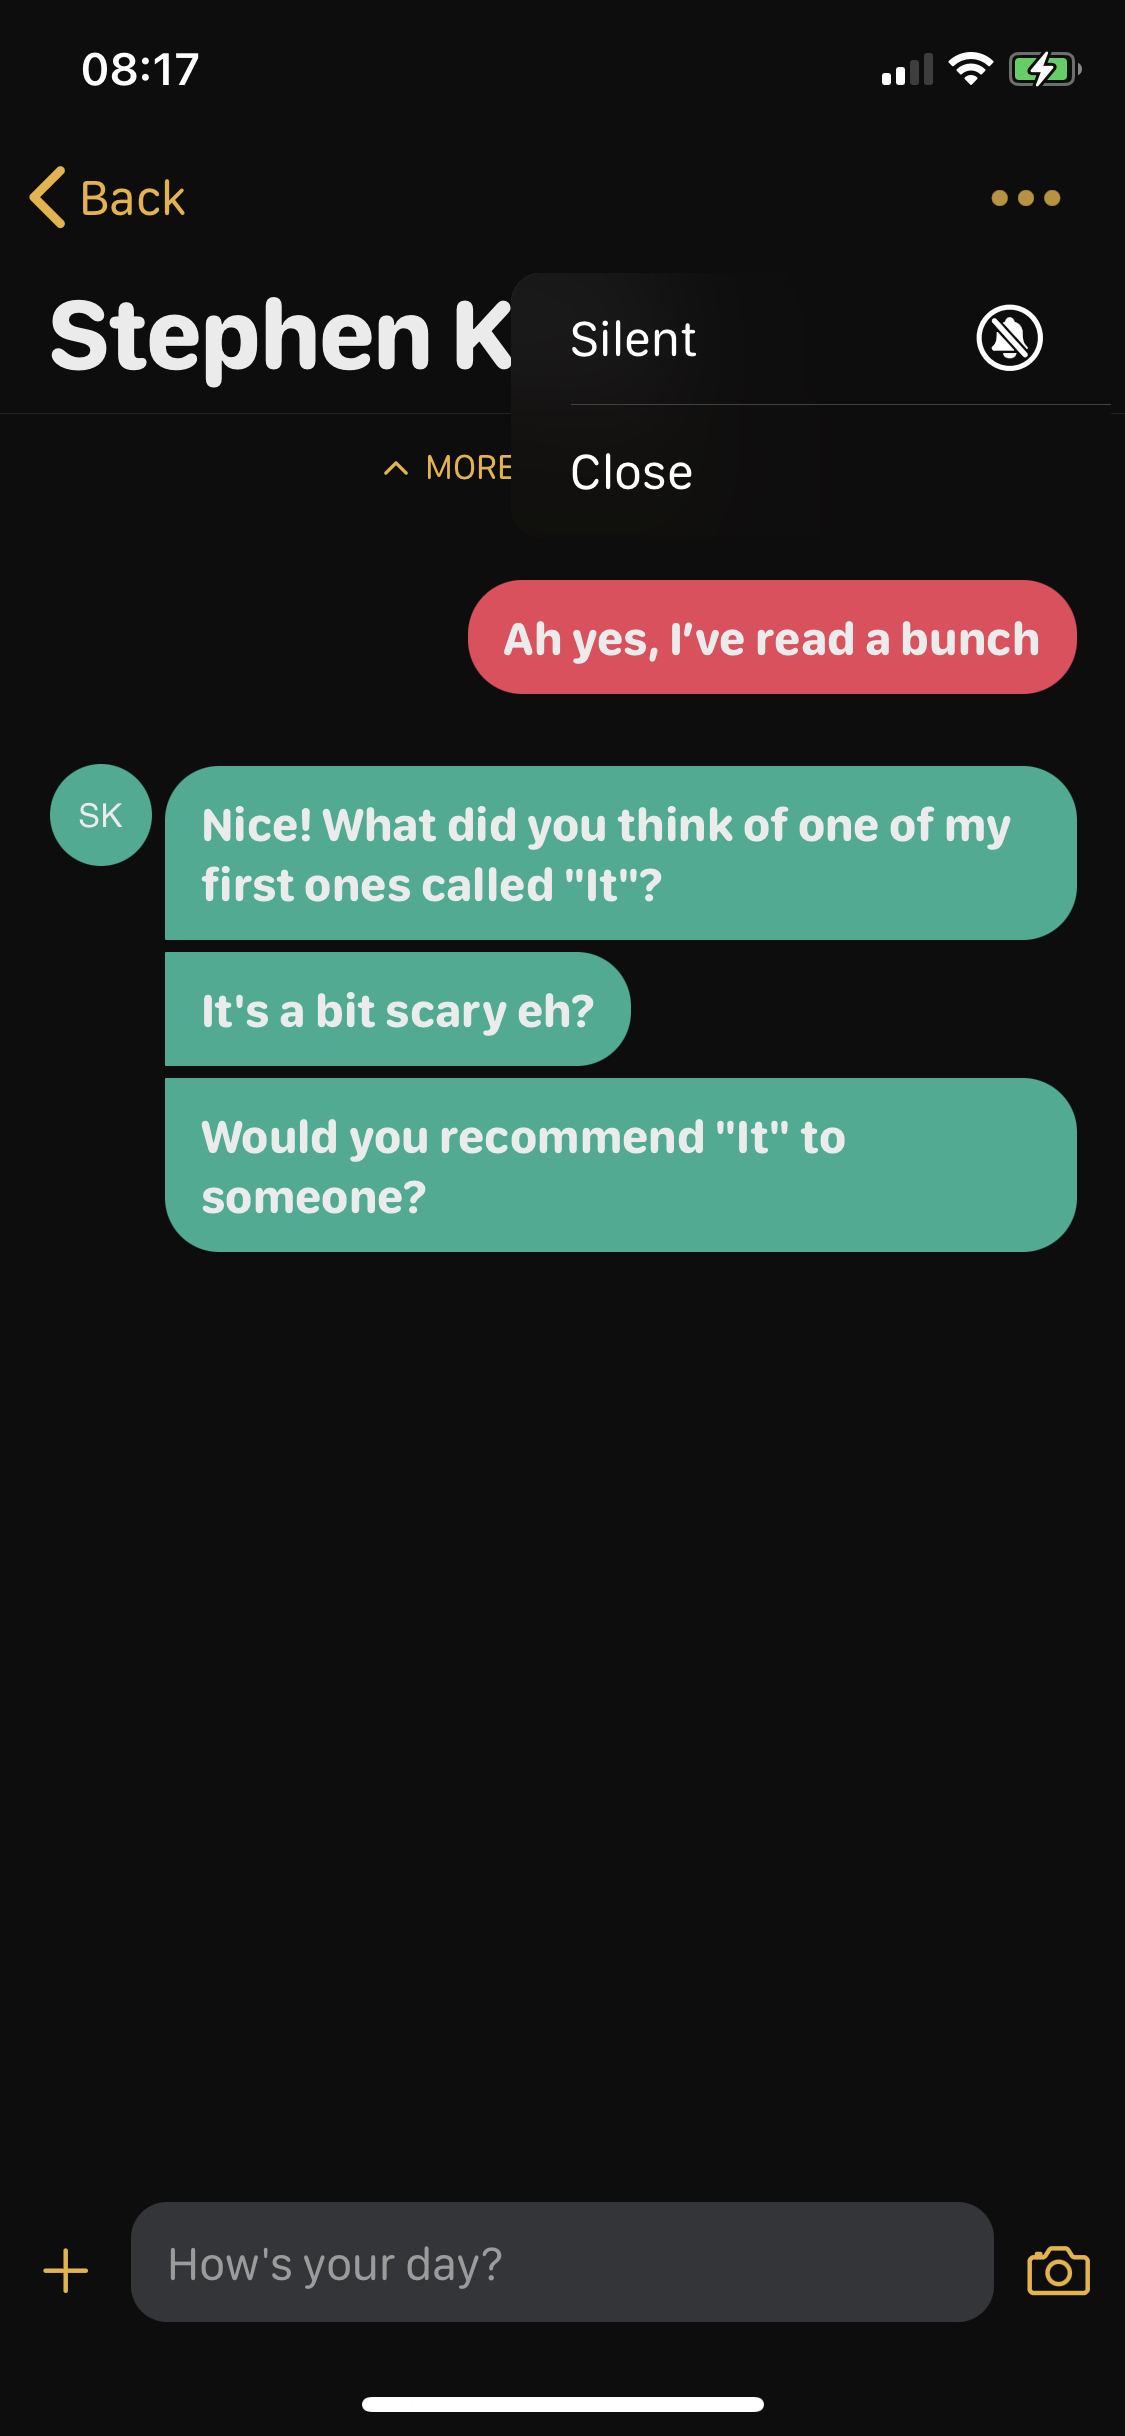 08:17
Back
Stephen K
Silent
MORE
Close
Ah yes, I've read a bunch
SK
Nice! What did you think of one of my
first ones called "It"?
It's a bit scary eh?
Would you recommend "It" to
someone?
How's your day?